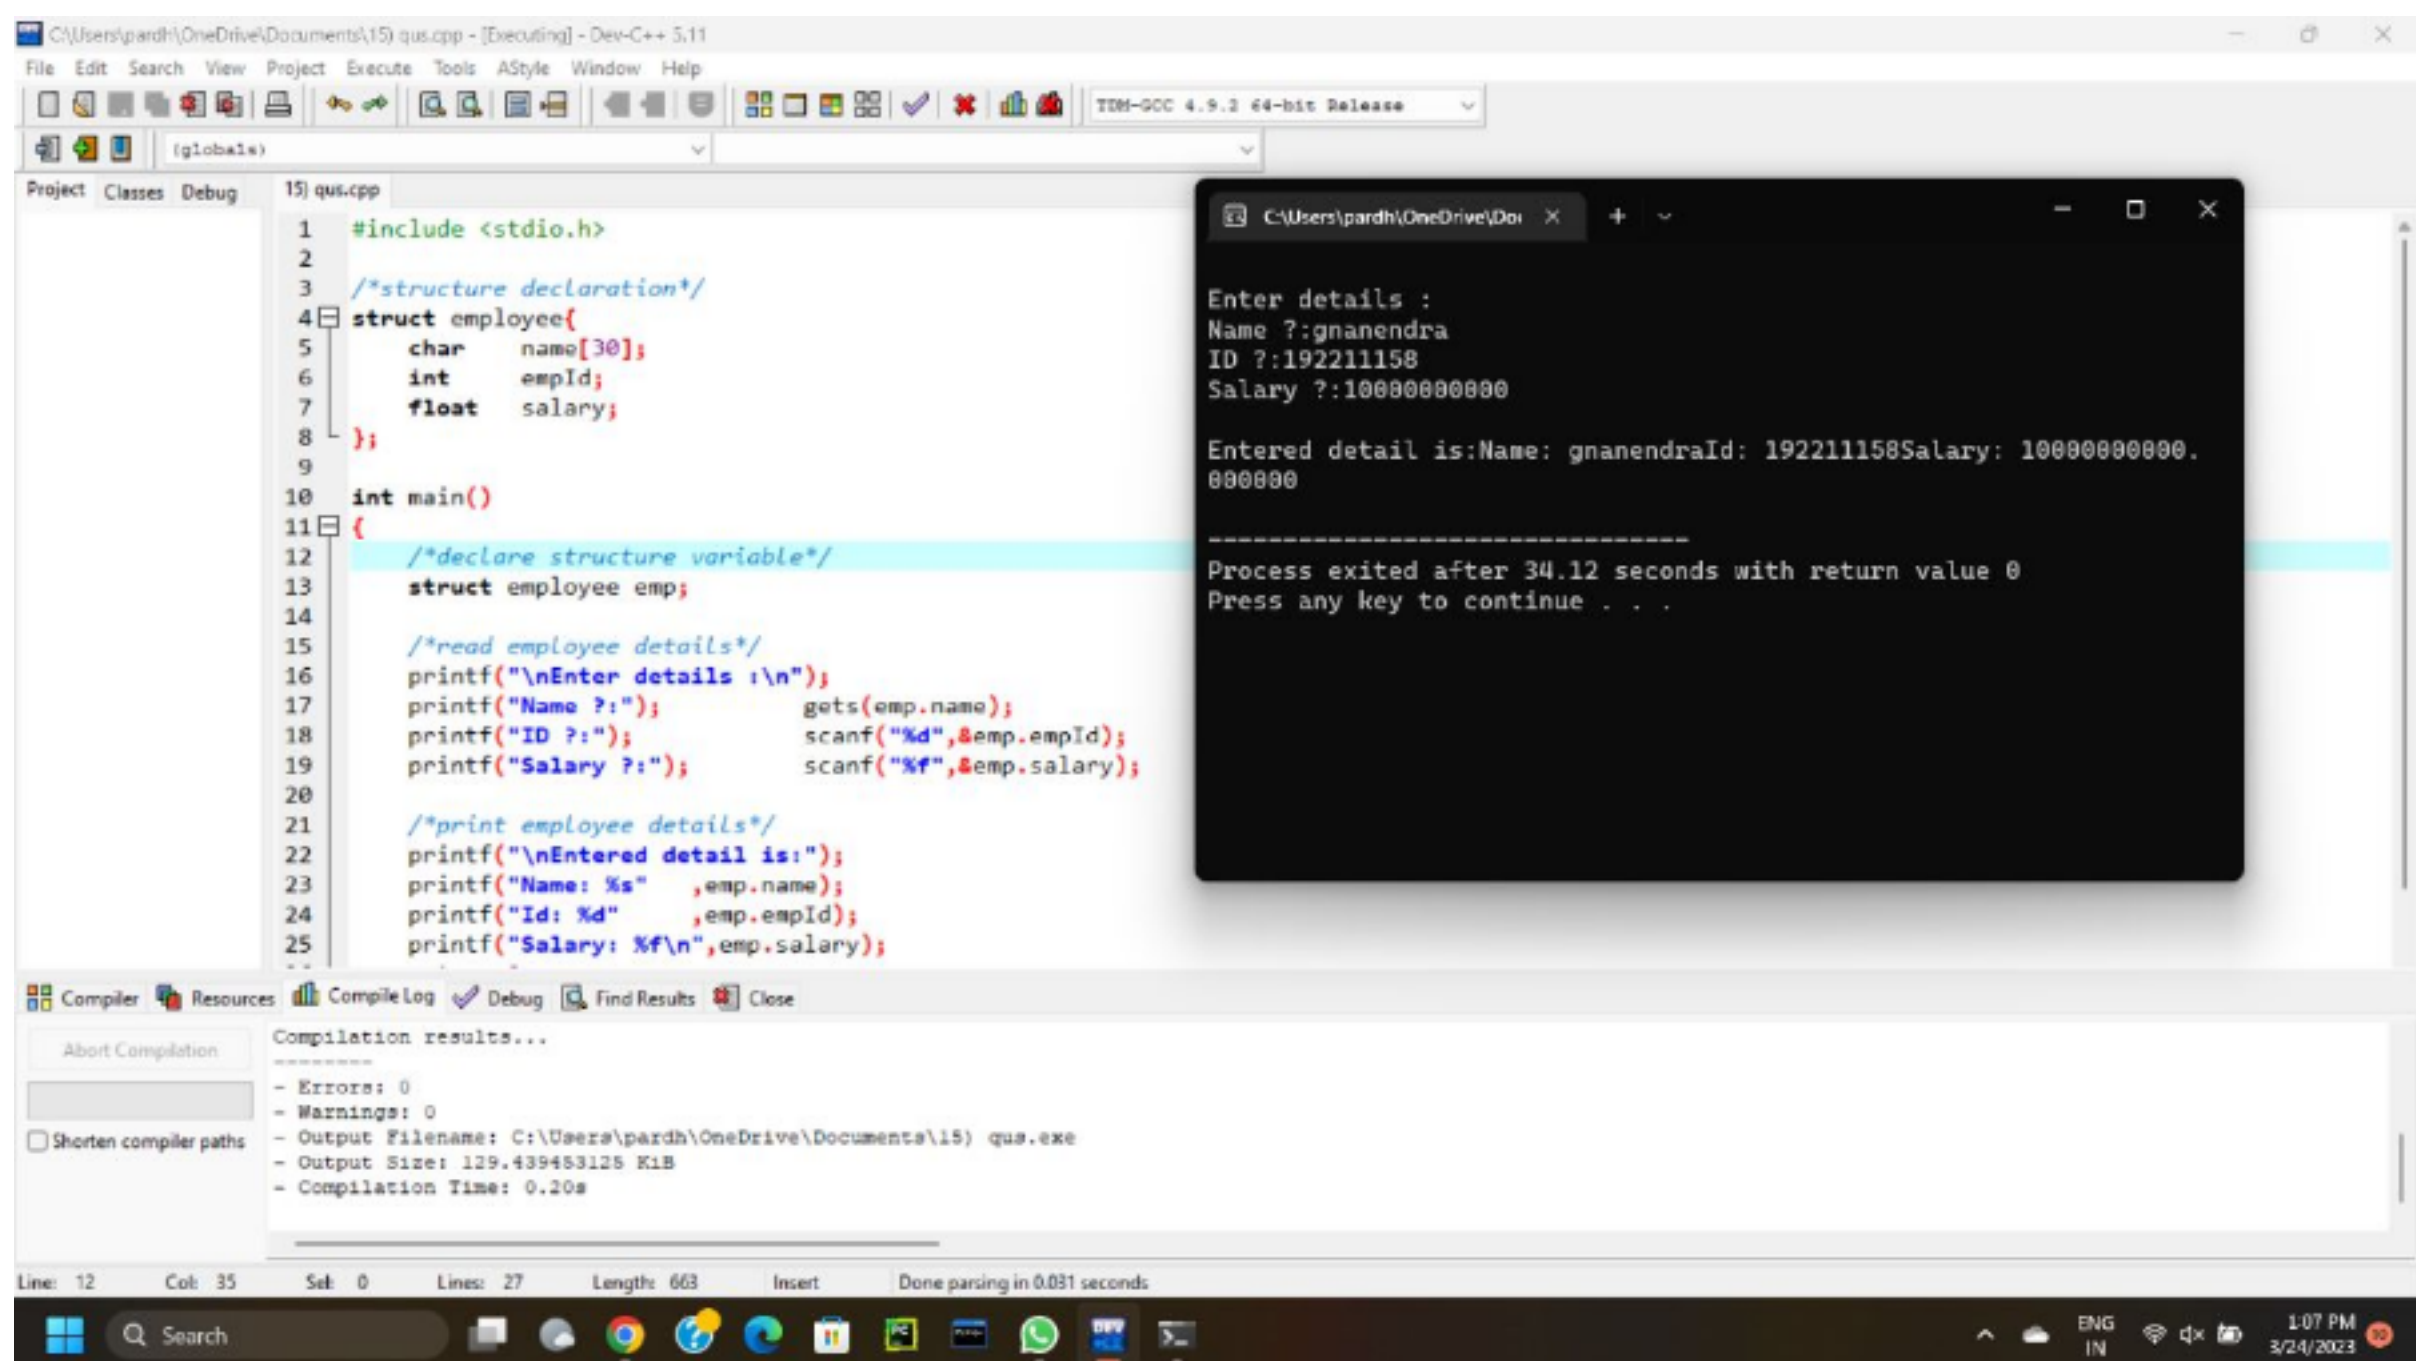 C:\Users\pardh\OneDrive\Documents\15) qus.cpp - [Executing] - Dev-C++ 5.11
File Edit Search View Project Execute Tools AStyle Window Help
TDM-GCC 4.9.2 64-bit Release
(globals)
Project Classes Debug
15) qus.cpp
1 #include <stdio.h>
2
3 /*structure declaration*/
4 struct employee{
5 char name[30];
6 int empId;
7 float salary;
8 };
9
10 int main()
11 {
12 /*declare structure variable*/
13 struct employee emp;
14
15 /*read employee details*/
16 printf("\nEnter details :\n");
17 printf("Name ?:"); gets(emp.name);
18 printf("ID ?:"); scanf("%d",&emp.empId);
19 printf("Salary ?:"); scanf("%f",&emp.salary);
20
21 /*print employee details*/
22 printf("\nEntered detail is:");
23 printf("Name: %s" ,emp.name);
24 printf("Id: %d" ,emp.empId);
25 printf("Salary: %f\n",emp.salary);
C:\Users\pardh\OneDrive\Do
Enter details :
Name ?:gnanendra
ID ?:192211158
Salary ?:10000000000
Entered detail is:Name: gnanendraId: 192211158Salary: 10000000000.
000000
--------------------------------
Process exited after 34.12 seconds with return value 0
Press any key to continue . . .
Compiler Resources Compile Log Debug Find Results Close
Abort Compilation
Shorten compiler paths
Compilation results...
--------
- Errors: 0
- Warnings: 0
- Output Filename: C:\Users\pardh\OneDrive\Documents\15) qus.exe
- Output Size: 129.439453125 KiB
- Compilation Time: 0.20s
Line: 12 Col: 35 Sel: 0 Lines: 27 Length: 663 Insert Done parsing in 0.031 seconds
Search
ENG
IN
1:07 PM
3/24/2023